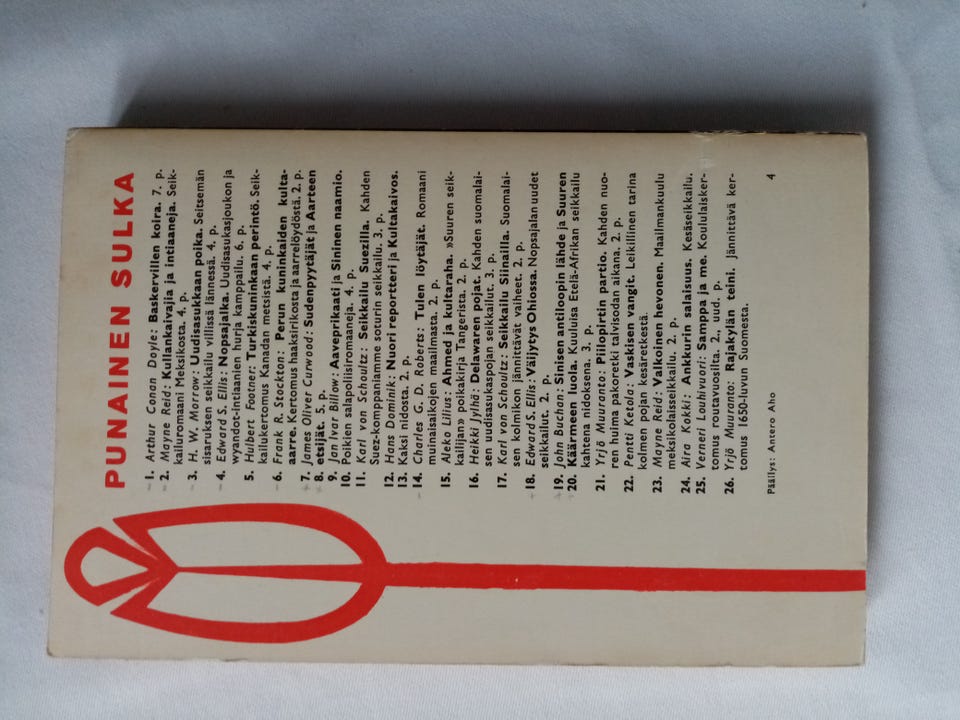 PUNAINEN SULKA
1. Arthur Conan Doyle: Baskervillen koira. 7. p.
2. Mayne Reid: Kullankaivajia ja intiaaneja. Seik-
kailuromaani Meksikosta. 4. p.
3. H. W. Morrow: Uudisasukkaan poika. Seitsemän
sisaruksen seikkailu villissä lännessä. 4. p.
4. Edward S. Ellis: Nopsajalka. Uudisasukasjoukon ja
wyandot-intiaanien hurja kamppailu. 6. p.
5. Hulbert Footner: Turkiskuninkaan perintö. Seik-
kailukertomus Kanadan metsistä. 4. p.
6. Frank R. Stockton: Perun kuninkaiden kulta-
aarre. Kertomus haaksirikosta ja aarrelöydöstä. 2. p.
7. James Oliver Curwood: Sudenpyytäjät ja Aarteen
8. etsijät. 5. p.
9. Jan Ivar Billow: Aaveprikaati ja Sininen naamio.
10. Poikien salapoliisiromaaneja. 4. p.
11. Karl von Schoultz: Seikkailu Suezilla. Kahden
Suez-komppaniamme soturin seikkailu. 3. p.
12. Hans Dominik: Nuori reportteri ja Kultakaivos.
13. Kaksi nidosta. 2. p.
14. Charles G. D. Roberts: Tulen löytäjät. Romaani
muinaisaikojen maailmasta. 2. p.
15. Aleko Lilius: Ahmed ja kultaraha. »Suuren seik-
kailijan» poikakirja Tangerista. 2. p.
16. Heikki Jylhä: Delawaren pojat. Kahden suomalai-
sen uudisasukaspojan seikkailut. 3. p.
17. Karl von Schoultz: Seikkailu Siinailla. Suomalai-
sen kolmikon jännittävät vaiheet. 2. p.
18. Edward S. Ellis: Väijytys Ohiossa. Nopsajalan uudet
seikkailut. 2. p.
19. John Buchan: Sinisen antiloopin lähde ja Suuren
20. Käärmeen luola. Kuuluisa Etelä-Afrikan seikkailu
kahtena nidoksena. 3. p.
21. Yrjö Muuranto: Piilopirtin partio. Kahden nuo-
ren huima pakoretki talvisodan aikana. 2. p.
22. Pentti Ketola: Vaskisen vangit. Leikillinen tarina
kolmen pojan kesäretkestä.
23. Mayne Reid: Valkoinen hevonen. Maailmankuulu
meksikolaisseikkailu. 2. p.
24. Aira Kokki: Ankkurin salaisuus. Kesäseikkailu.
25. Verneri Louhivuori: Samppa ja me. Koululaisker-
tomus routavuosilta. 2., uud. p.
26. Yrjö Muuranto: Rajakylän teini. Jännittävä ker-
tomus 1650-luvun Suomesta.
Päällys: Antero Aho
4